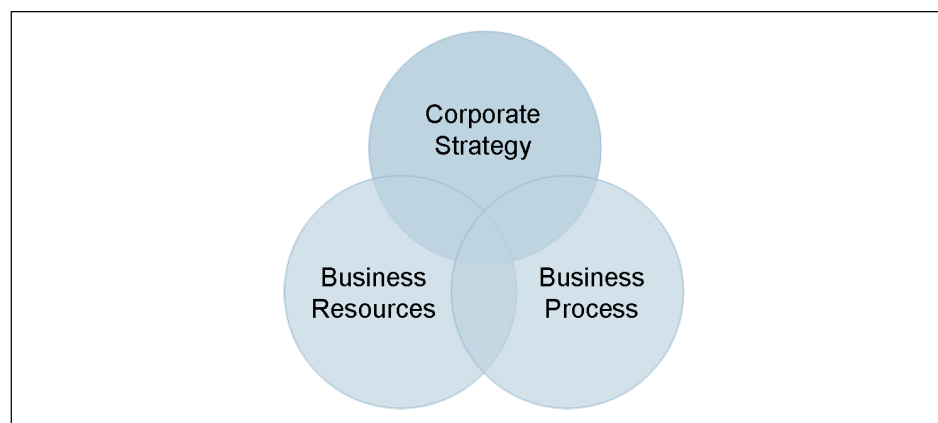 Corporate
Strategy
Business
Resources
Business
Process